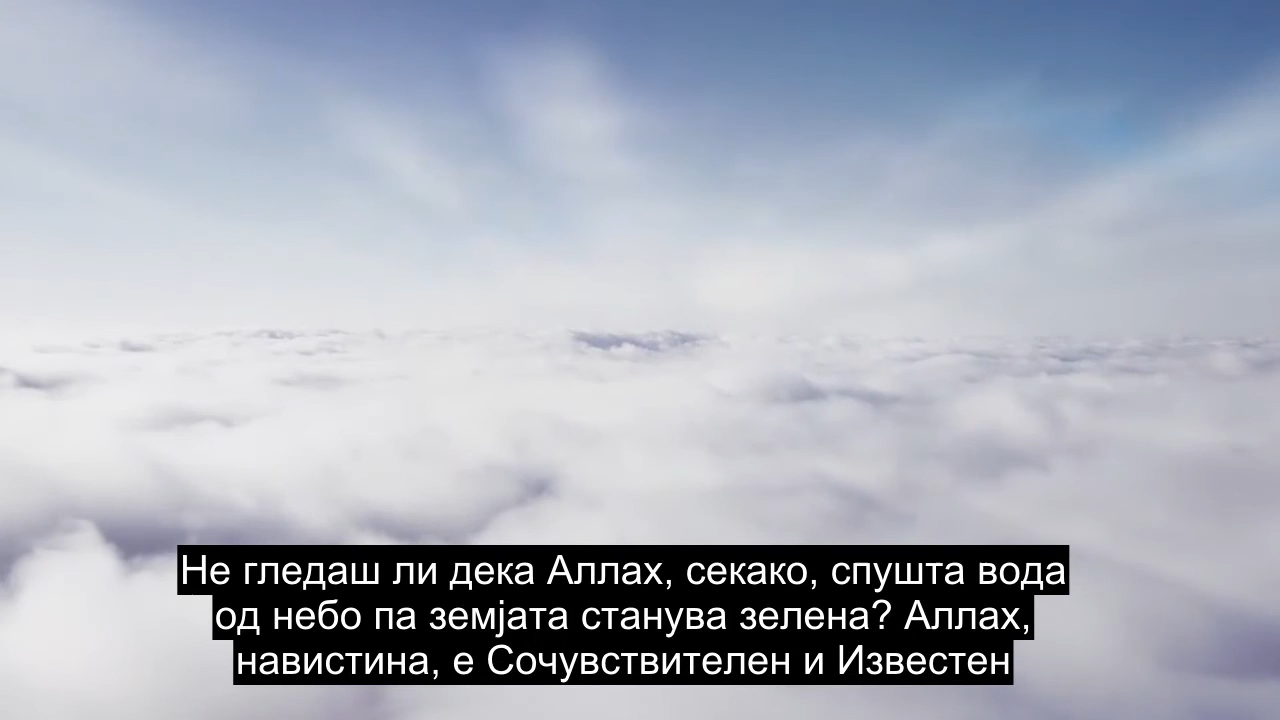 Не гледаш ли дека Аллах, секако, спушта вода
од небо па земјата станува зелена? Аллах,
навистина, е Сочувствителен и Известен